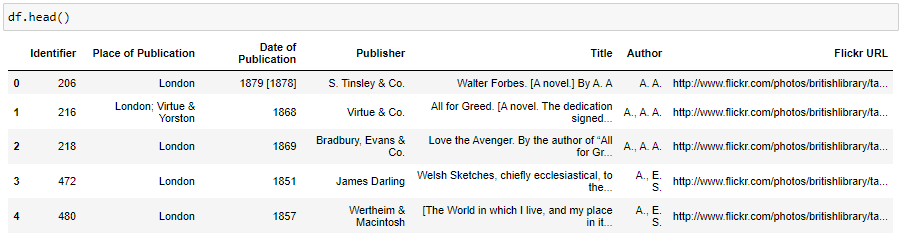 df.head()
Identifier Place of Publication Date of Publication Publisher Title Author Flickr URL
0 206 London 1879 [1878] S. Tinsley & Co. Walter Forbes. [A novel.] By A. A A. A. http://www.flickr.com/photos/britishlibrary/ta...
1 216 London; Virtue & Yorston 1868 Virtue & Co. All for Greed. [A novel. The dedication signed... A., A. A. http://www.flickr.com/photos/britishlibrary/ta...
2 218 London 1869 Bradbury, Evans & Co. Love the Avenger. By the author of “All for Gr... A., A. A. http://www.flickr.com/photos/britishlibrary/ta...
3 472 London 1851 James Darling Welsh Sketches, chiefly ecclesiastical, to the... A., E. S. http://www.flickr.com/photos/britishlibrary/ta...
4 480 London 1857 Wertheim & Macintosh [The World in which I live, and my place in it... A., E. S. http://www.flickr.com/photos/britishlibrary/ta...